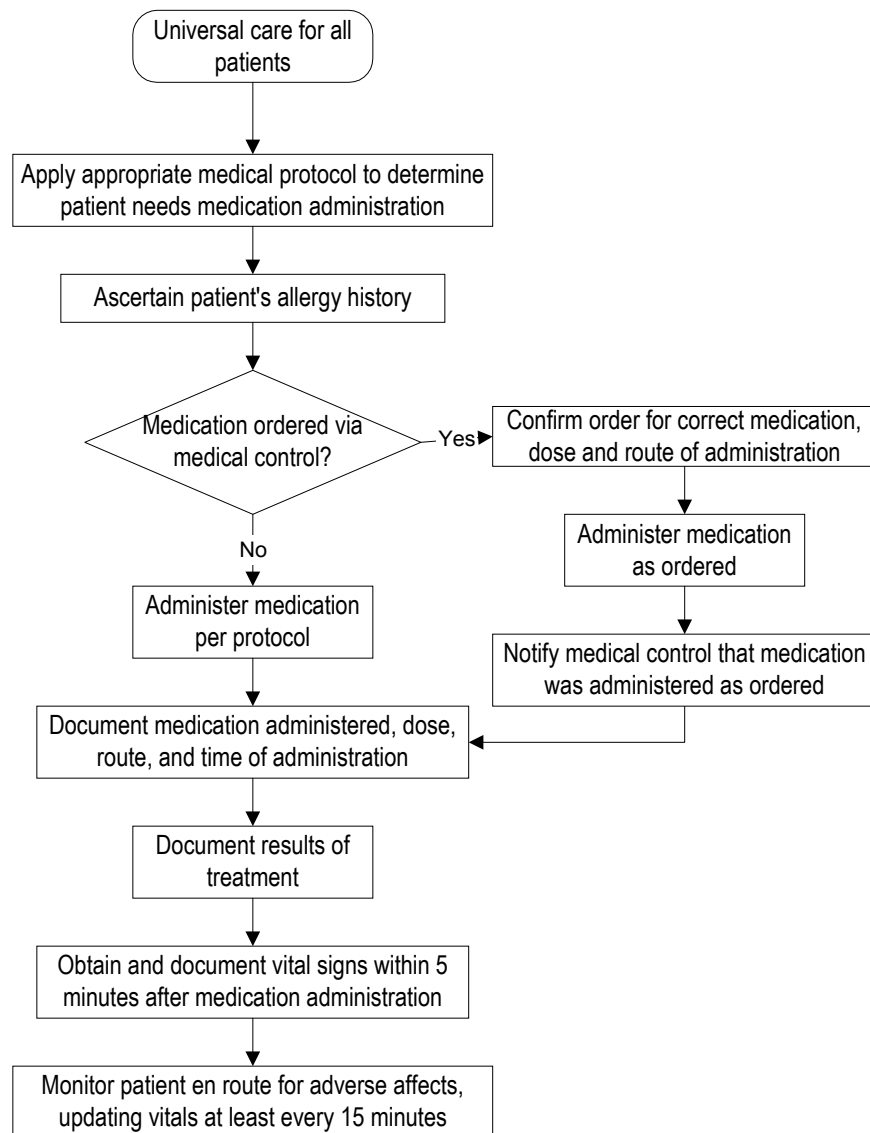 Universal care for all
patients
Apply appropriate medical protocol to determine
patient needs medication administration
Ascertain patient's allergy history
Medication ordered via
medical control?
Yes
Confirm order for correct medication,
dose and route of administration
Administer medication
as ordered
Notify medical control that medication
was administered as ordered
No
Administer medication
per protocol
Document medication administered, dose,
route, and time of administration
Document results of
treatment
Obtain and document vital signs within 5
minutes after medication administration
Monitor patient en route for adverse affects,
updating vitals at least every 15 minutes